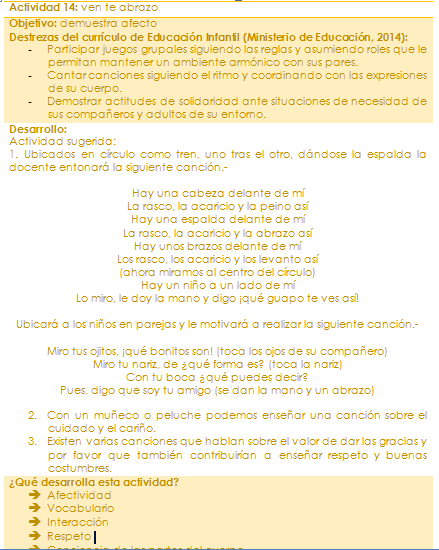 Actividad 14: ven te abrazo
Objetivo: demuestra afecto
Destrezas del currículo de Educación Infantil (Ministerio de Educación, 2014):
- Participar juegos grupales siguiendo las reglas y asumiendo roles que le
permitan mantener un ambiente armónico con sus pares.
- Cantar canciones siguiendo el ritmo y coordinando con las expresiones
de su cuerpo.
- Demostrar actitudes de solidaridad ante situaciones de necesidad de
sus compañeros y adultos de su entorno.
Desarrollo:
Actividad sugerida:
1. Ubicados en círculo como tren, uno tras el otro, dándose la espalda la
docente entonará la siguiente canción.-
Hay una cabeza delante de mí
La rasco, la acaricio y la peino así
Hay una espalda delante de mí
La rasco, la acaricio y la abrazo así
Hay unos brazos delante de mí
Los rasco, los acaricio y los levanto así
(ahora miramos al centro del círculo)
Hay un niño a un lado de mí
Lo miro, le doy la mano y digo ¡qué guapo te ves así!
Ubicará a los niños en parejas y le motivará a realizar la siguiente canción.-
Miro tus ojitos, ¡qué bonitos son! (toca los ojos de su compañero)
Miro tu nariz, de ¿qué forma es? (toca la nariz)
Con tu boca ¿qué puedes decir?
Pues, digo que soy tu amigo (se dan la mano y un abrazo)
2. Con un muñeco o peluche podemos enseñar una canción sobre el
cuidado y el cariño.
3. Existen varias canciones que hablan sobre el valor de dar las gracias y
por favor que también contribuirían a enseñar respeto y buenas
costumbres.
¿Qué desarrolla esta actividad?
➔ Afectividad
➔ Vocabulario
➔ Interacción
➔ Respeto
➔ Conciencia de las partes del cuerpo